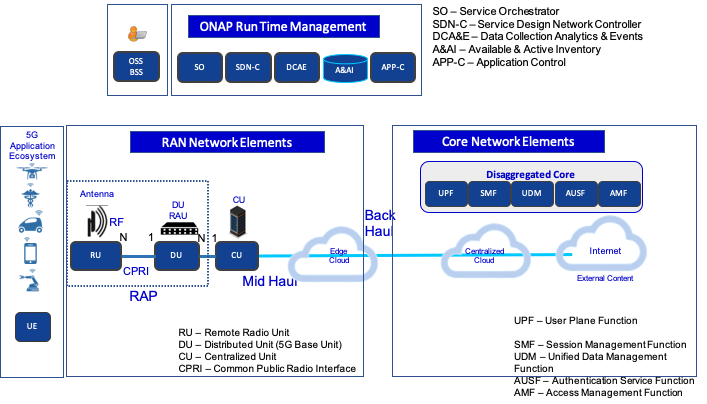 ONAP Run Time Management
OSS
BSS
SO
SDN-C
DCAE
A&AI
APP-C
SO – Service Orchestrator
SDN-C – Service Design Network Controller
DCA&E – Data Collection Analytics & Events
A&AI – Available & Active Inventory
APP-C – Application Control
5G
Application
Ecosystem
UE
RAN Network Elements
Antenna
RF
DU
RAU
CU
N
1
N
1
RU
CPRI
DU
CU
RAP
Mid Haul
Edge
Cloud
Back
Haul
RU – Remote Radio Unit
DU – Distributed Unit (5G Base Unit)
CU – Centralized Unit
CPRI – Common Public Radio Interface
Core Network Elements
Disaggregated Core
UPF
SMF
UDM
AUSF
AMF
Centralized
Cloud
Internet
External Content
UPF – User Plane Function
SMF – Session Management Function
UDM – Unified Data Management
Function
AUSF – Authentication Service Function
AMF – Access Management Function